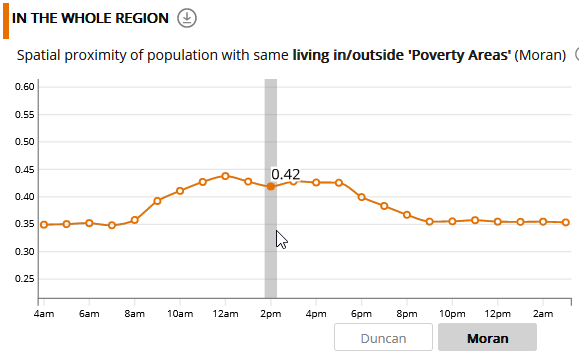 IN THE WHOLE REGION
Spatial proximity of population with same living in/outside 'Poverty Areas' (Moran)
0.60
0.55
0.50
0.45
0.42
0.40
0.35
0.30
0.25
4am 6am 8am 10am 12am 2pm 4pm 6pm 8pm 10pm 12pm 2am
Duncan Moran